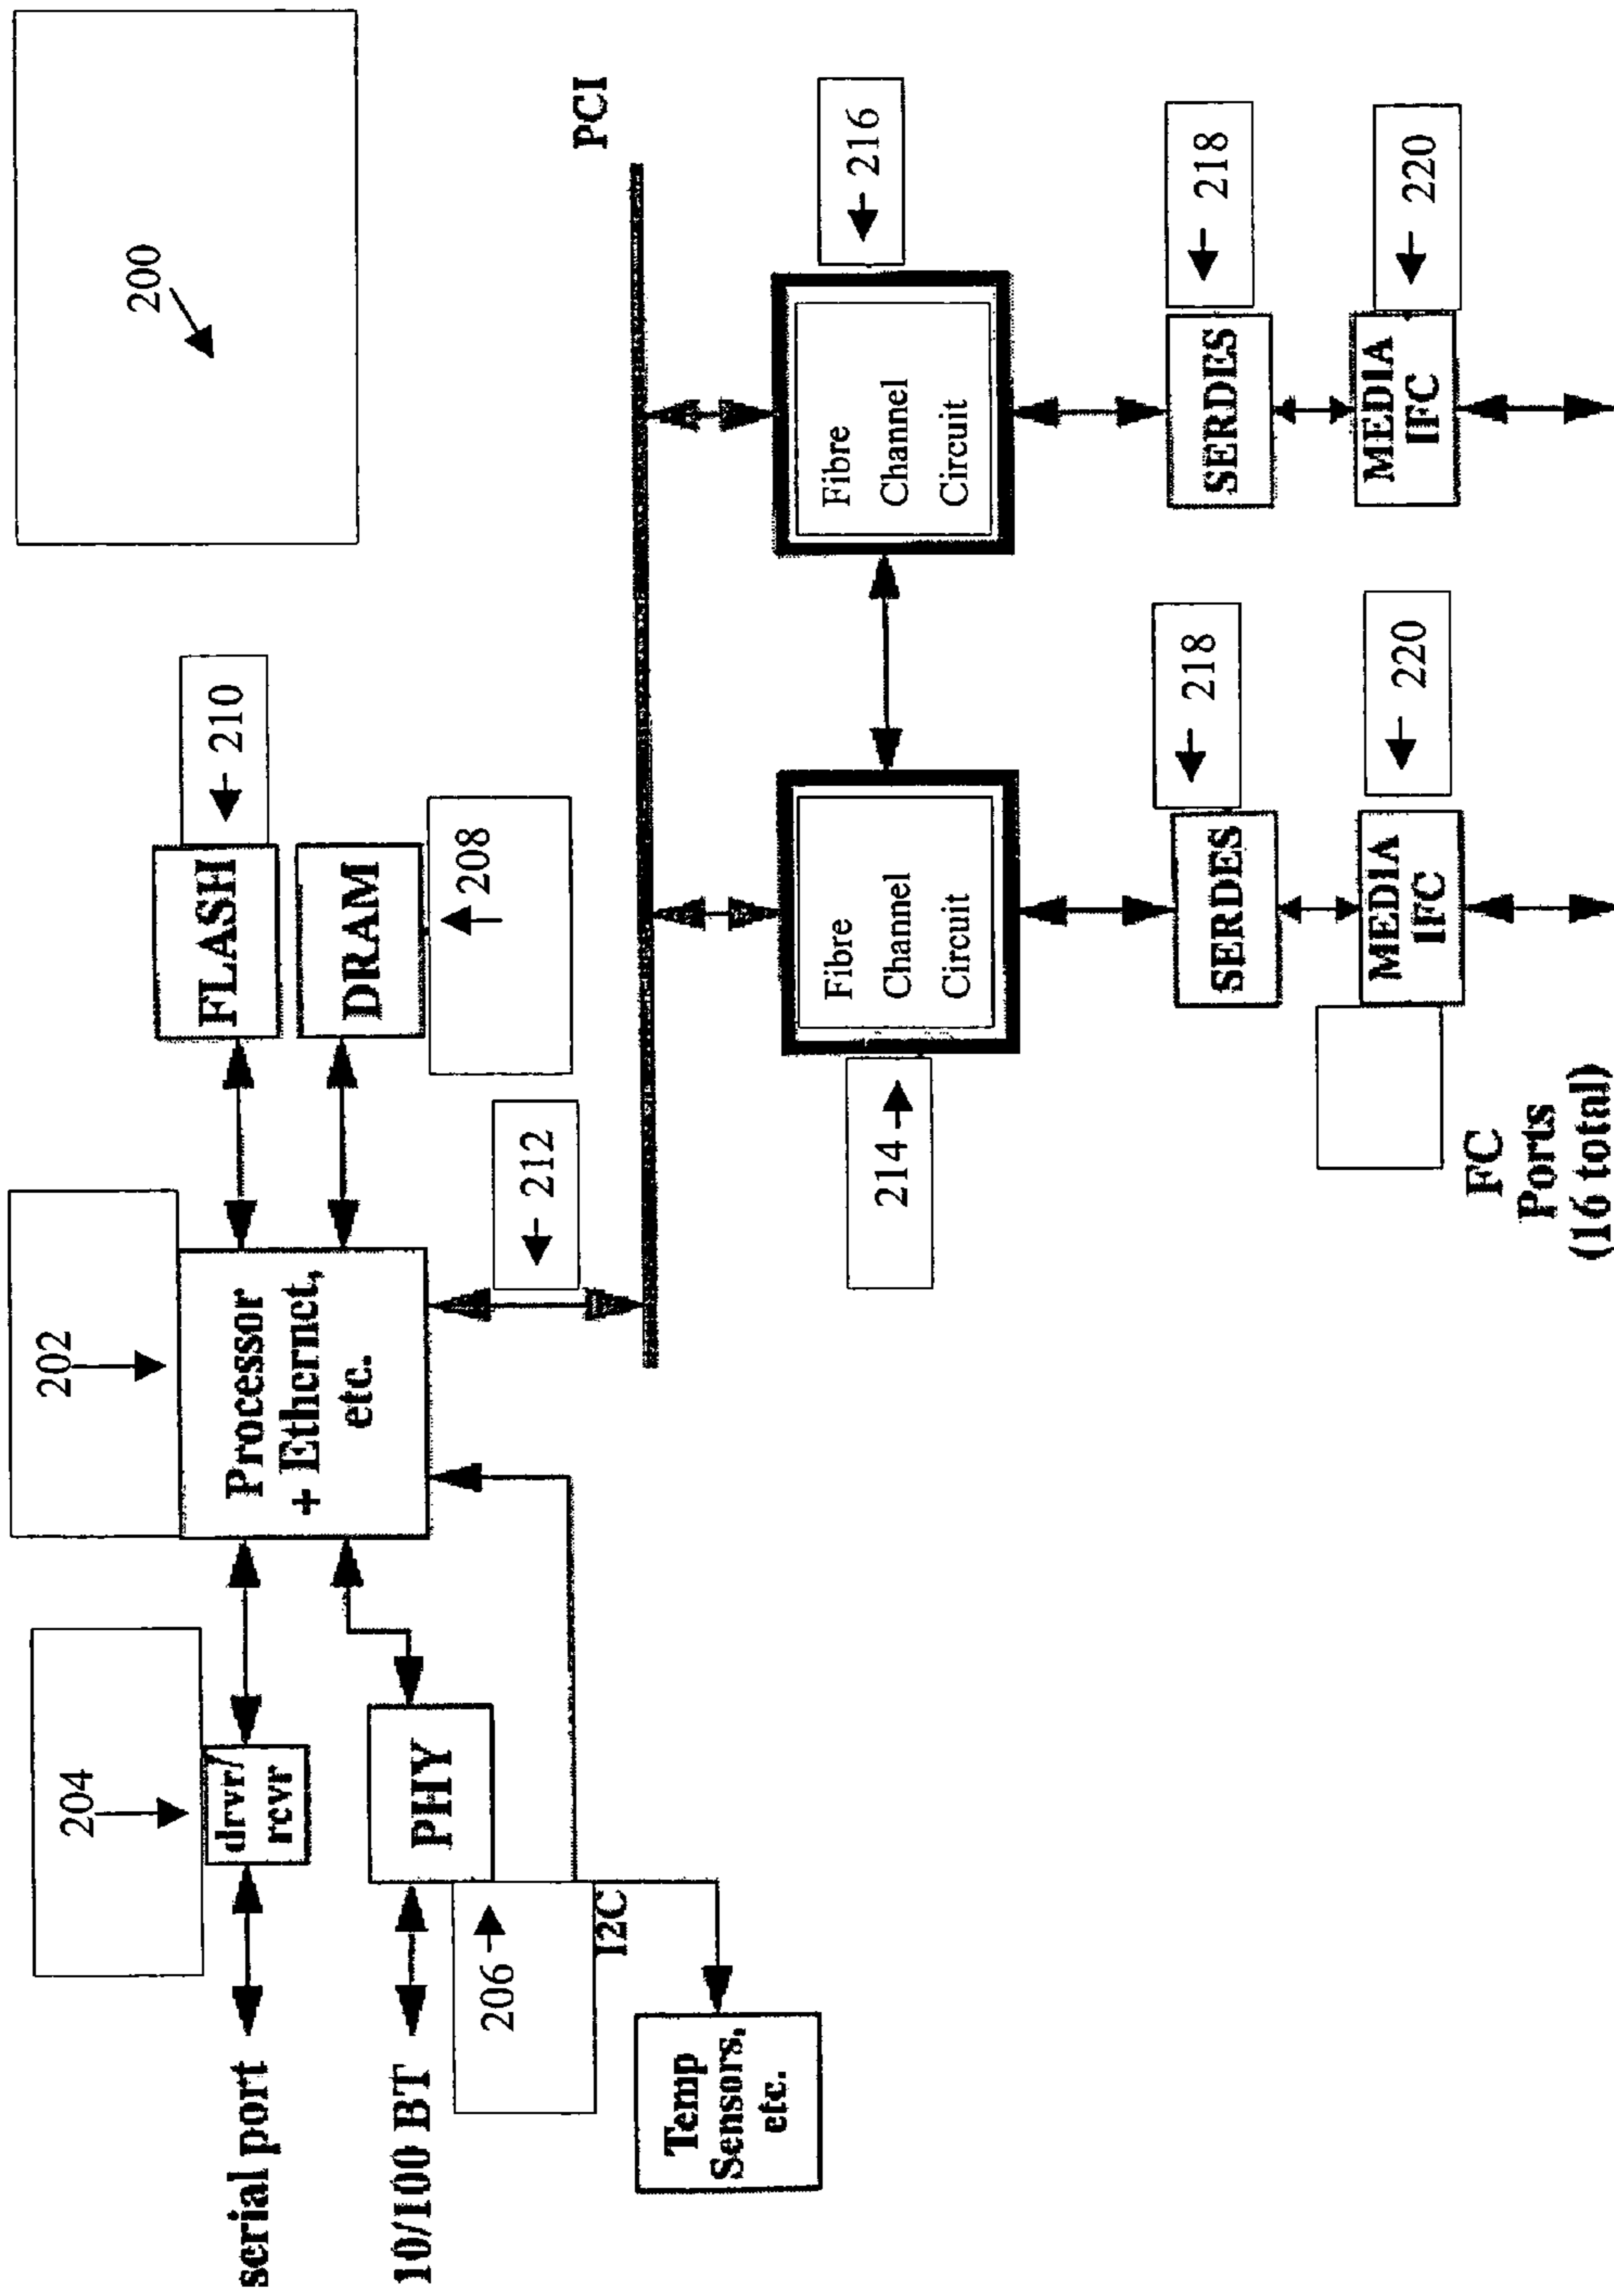 200
202
204
serial port
drvr/
rcvr
Processor
+ Ethernet,
etc.
FLASH
210
DRAM
208
10/100 BT
PHY
206
212
I2C
PCI
Temp
Sensors,
etc.
214
Fibre
Channel
Circuit
Fibre
Channel
Circuit
216
SERDES
218
SERDES
218
MEDIA
IFC
220
MEDIA
IFC
220
FC
Ports
(16 total)